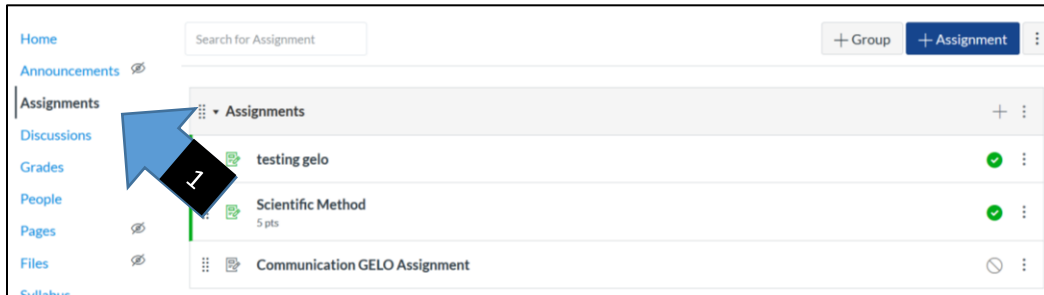 Home
Search for Assignment
+ Group
+ Assignment
Announcements
Assignments
Assignments
Discussions
testing gelo
Grades
1
People
Scientific Method
5 pts
Pages
Files
Communication GELO Assignment
Syllabus